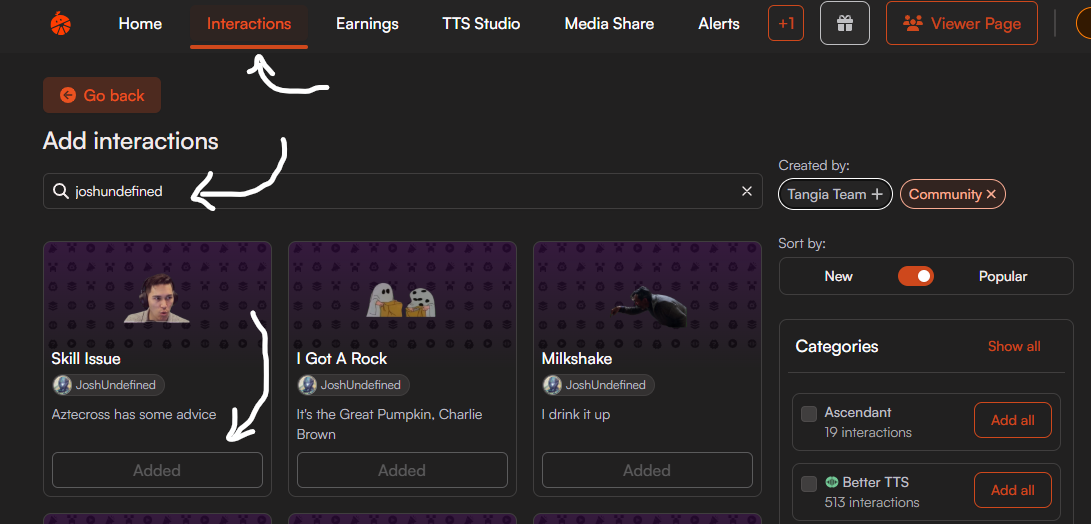 Home Interactions Earnings TTS Studio Media Share Alerts +1 Viewer Page
Go back
Add interactions
joshundefined
Created by:
Tangia Team
Community
Sort by:
New Popular
Skill Issue
JoshUndefined
Aztecross has some advice
Added
I Got A Rock
JoshUndefined
It's the Great Pumpkin, Charlie
Brown
Added
Milkshake
JoshUndefined
I drink it up
Added
Categories Show all
Ascendant
19 interactions
Add all
Better TTS
513 interactions
Add all